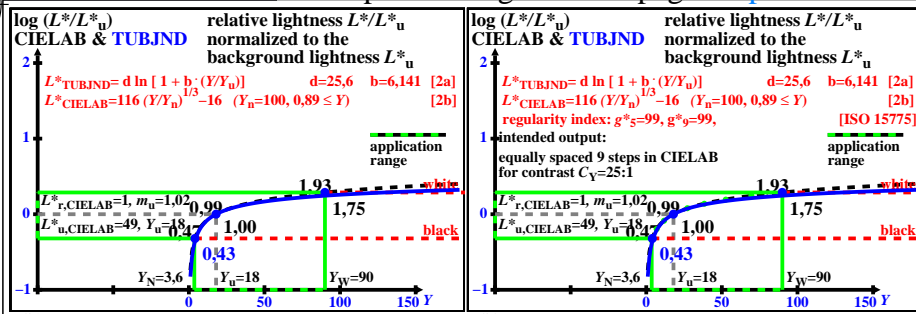 log (L*/L*u)
CIELAB & TUBJND
relative lightness L*/L*u
normalized to the
background lightness L*u
L*TUBJND= d ln [ 1 + b·(Y/Yu)] d=25,6 b=6,141 [2a]
L*CIELAB=116 (Y/Yn)1/3−16 (Yn=100, 0,89 ≤ Y) [2b]
application
range
2
1
0
−1
1,93
white
L*r,CIELAB=1, mu=1,02
0,99
1,75
L*u,CIELAB=49, Yu=18
1,00
0,47
black
0,43
YN=3,6 Yu=18 YW=90
0 50 100 150 Y
log (L*/L*u)
CIELAB & TUBJND
relative lightness L*/L*u
normalized to the
background lightness L*u
L*TUBJND= d ln [ 1 + b·(Y/Yu)] d=25,6 b=6,141 [2a]
L*CIELAB=116 (Y/Yn)1/3−16 (Yn=100, 0,89 ≤ Y) [2b]
regularity index: g*5=99, g*9=99, [ISO 15775]
intended output:
equally spaced 9 steps in CIELAB
for contrast CY=25:1
application
range
2
1
0
−1
1,93
white
L*r,CIELAB=1, mu=1,02
0,99
1,75
L*u,CIELAB=49, Yu=18
1,00
0,47
black
0,43
YN=3,6 Yu=18 YW=90
0 50 100 150 Y